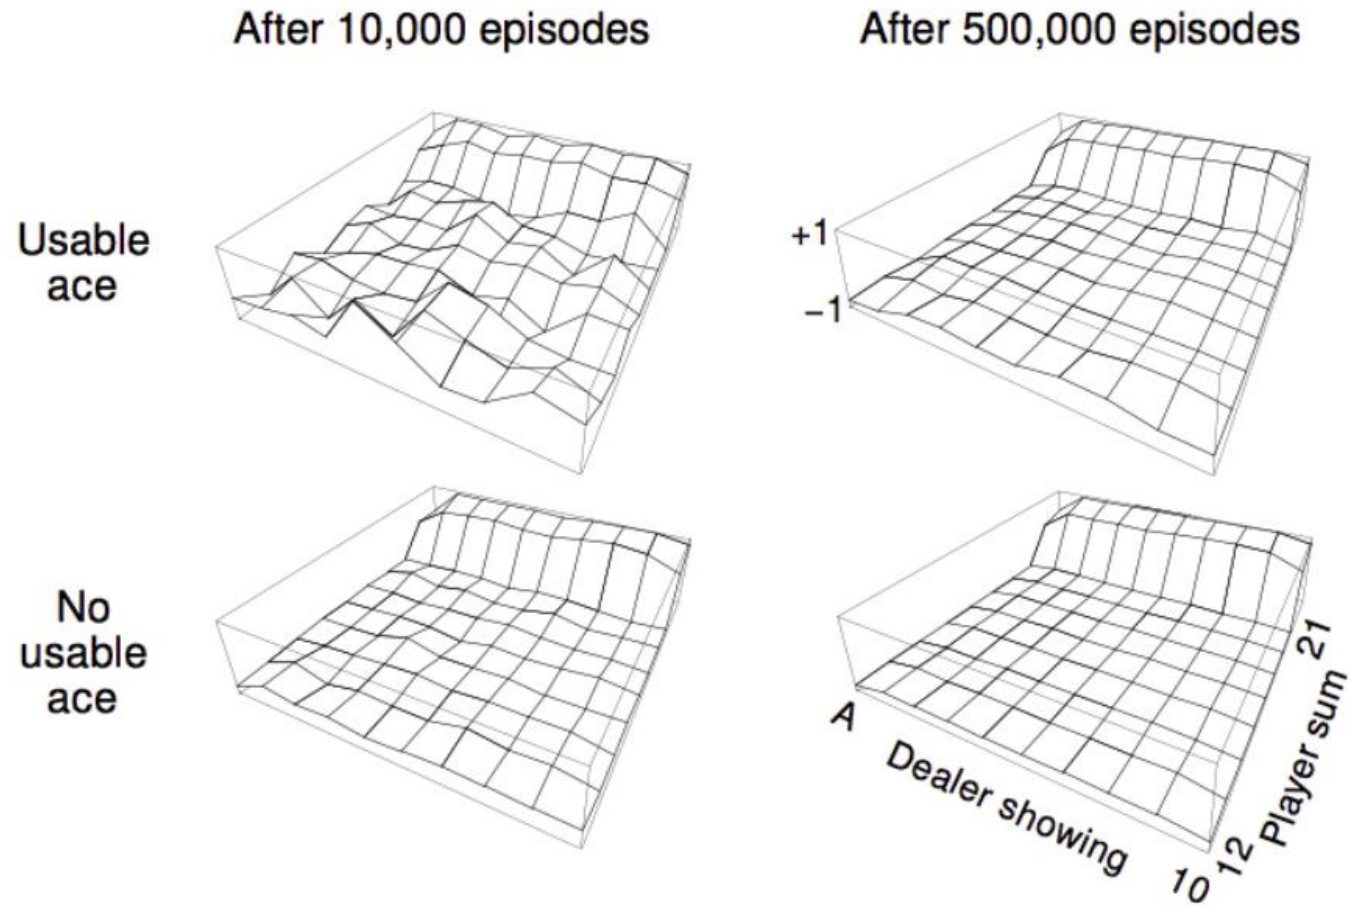 After 10,000 episodes
After 500,000 episodes
Usable
ace
+1
−1
No
usable
ace
A
Dealer showing
10
12
Player sum
21